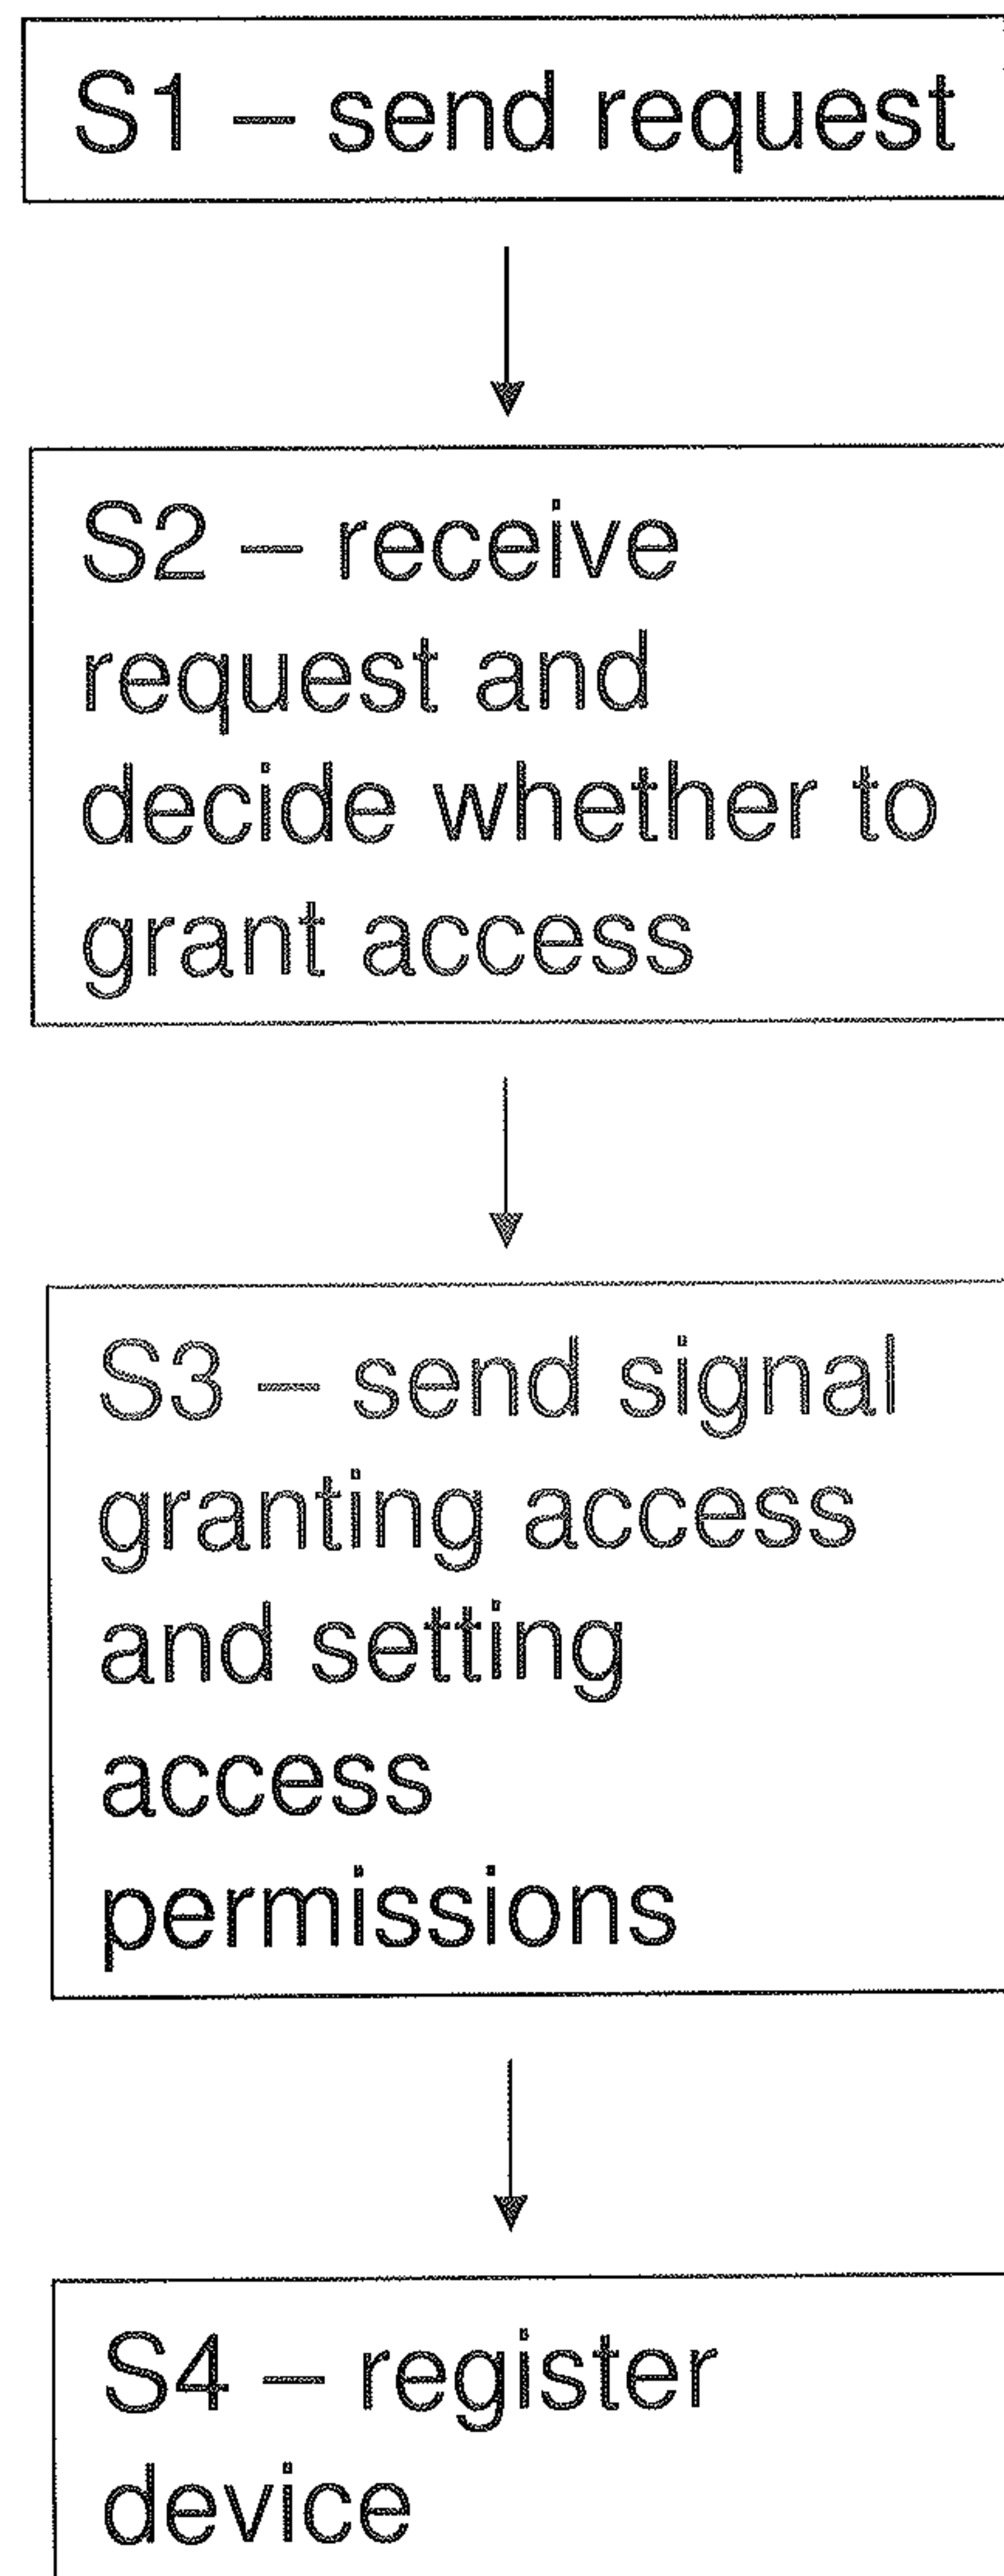 S1 – send request
S2 – receive
request and
decide whether to
grant access
S3 – send signal
granting access
and setting
access
permissions
S4 – register
device